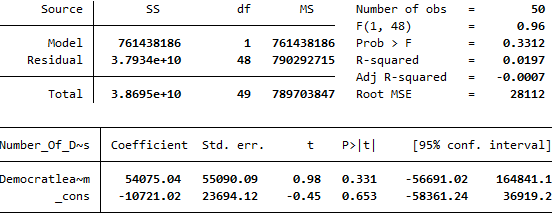 Source SS df MS Number of obs = 50
F(1, 48) = 0.96
Model 761438186 1 761438186 Prob > F = 0.3312
Residual 3.7934e+10 48 790292715 R-squared = 0.0197
Adj R-squared = -0.0007
Total 3.8695e+10 49 789703847 Root MSE = 28112
Number_Of_D~s Coefficient Std. err. t P>|t| [95% conf. interval]
Democratlea~m 54075.04 55090.09 0.98 0.331 -56691.02 164841.1
_cons -10721.02 23694.12 -0.45 0.653 -58361.24 36919.2